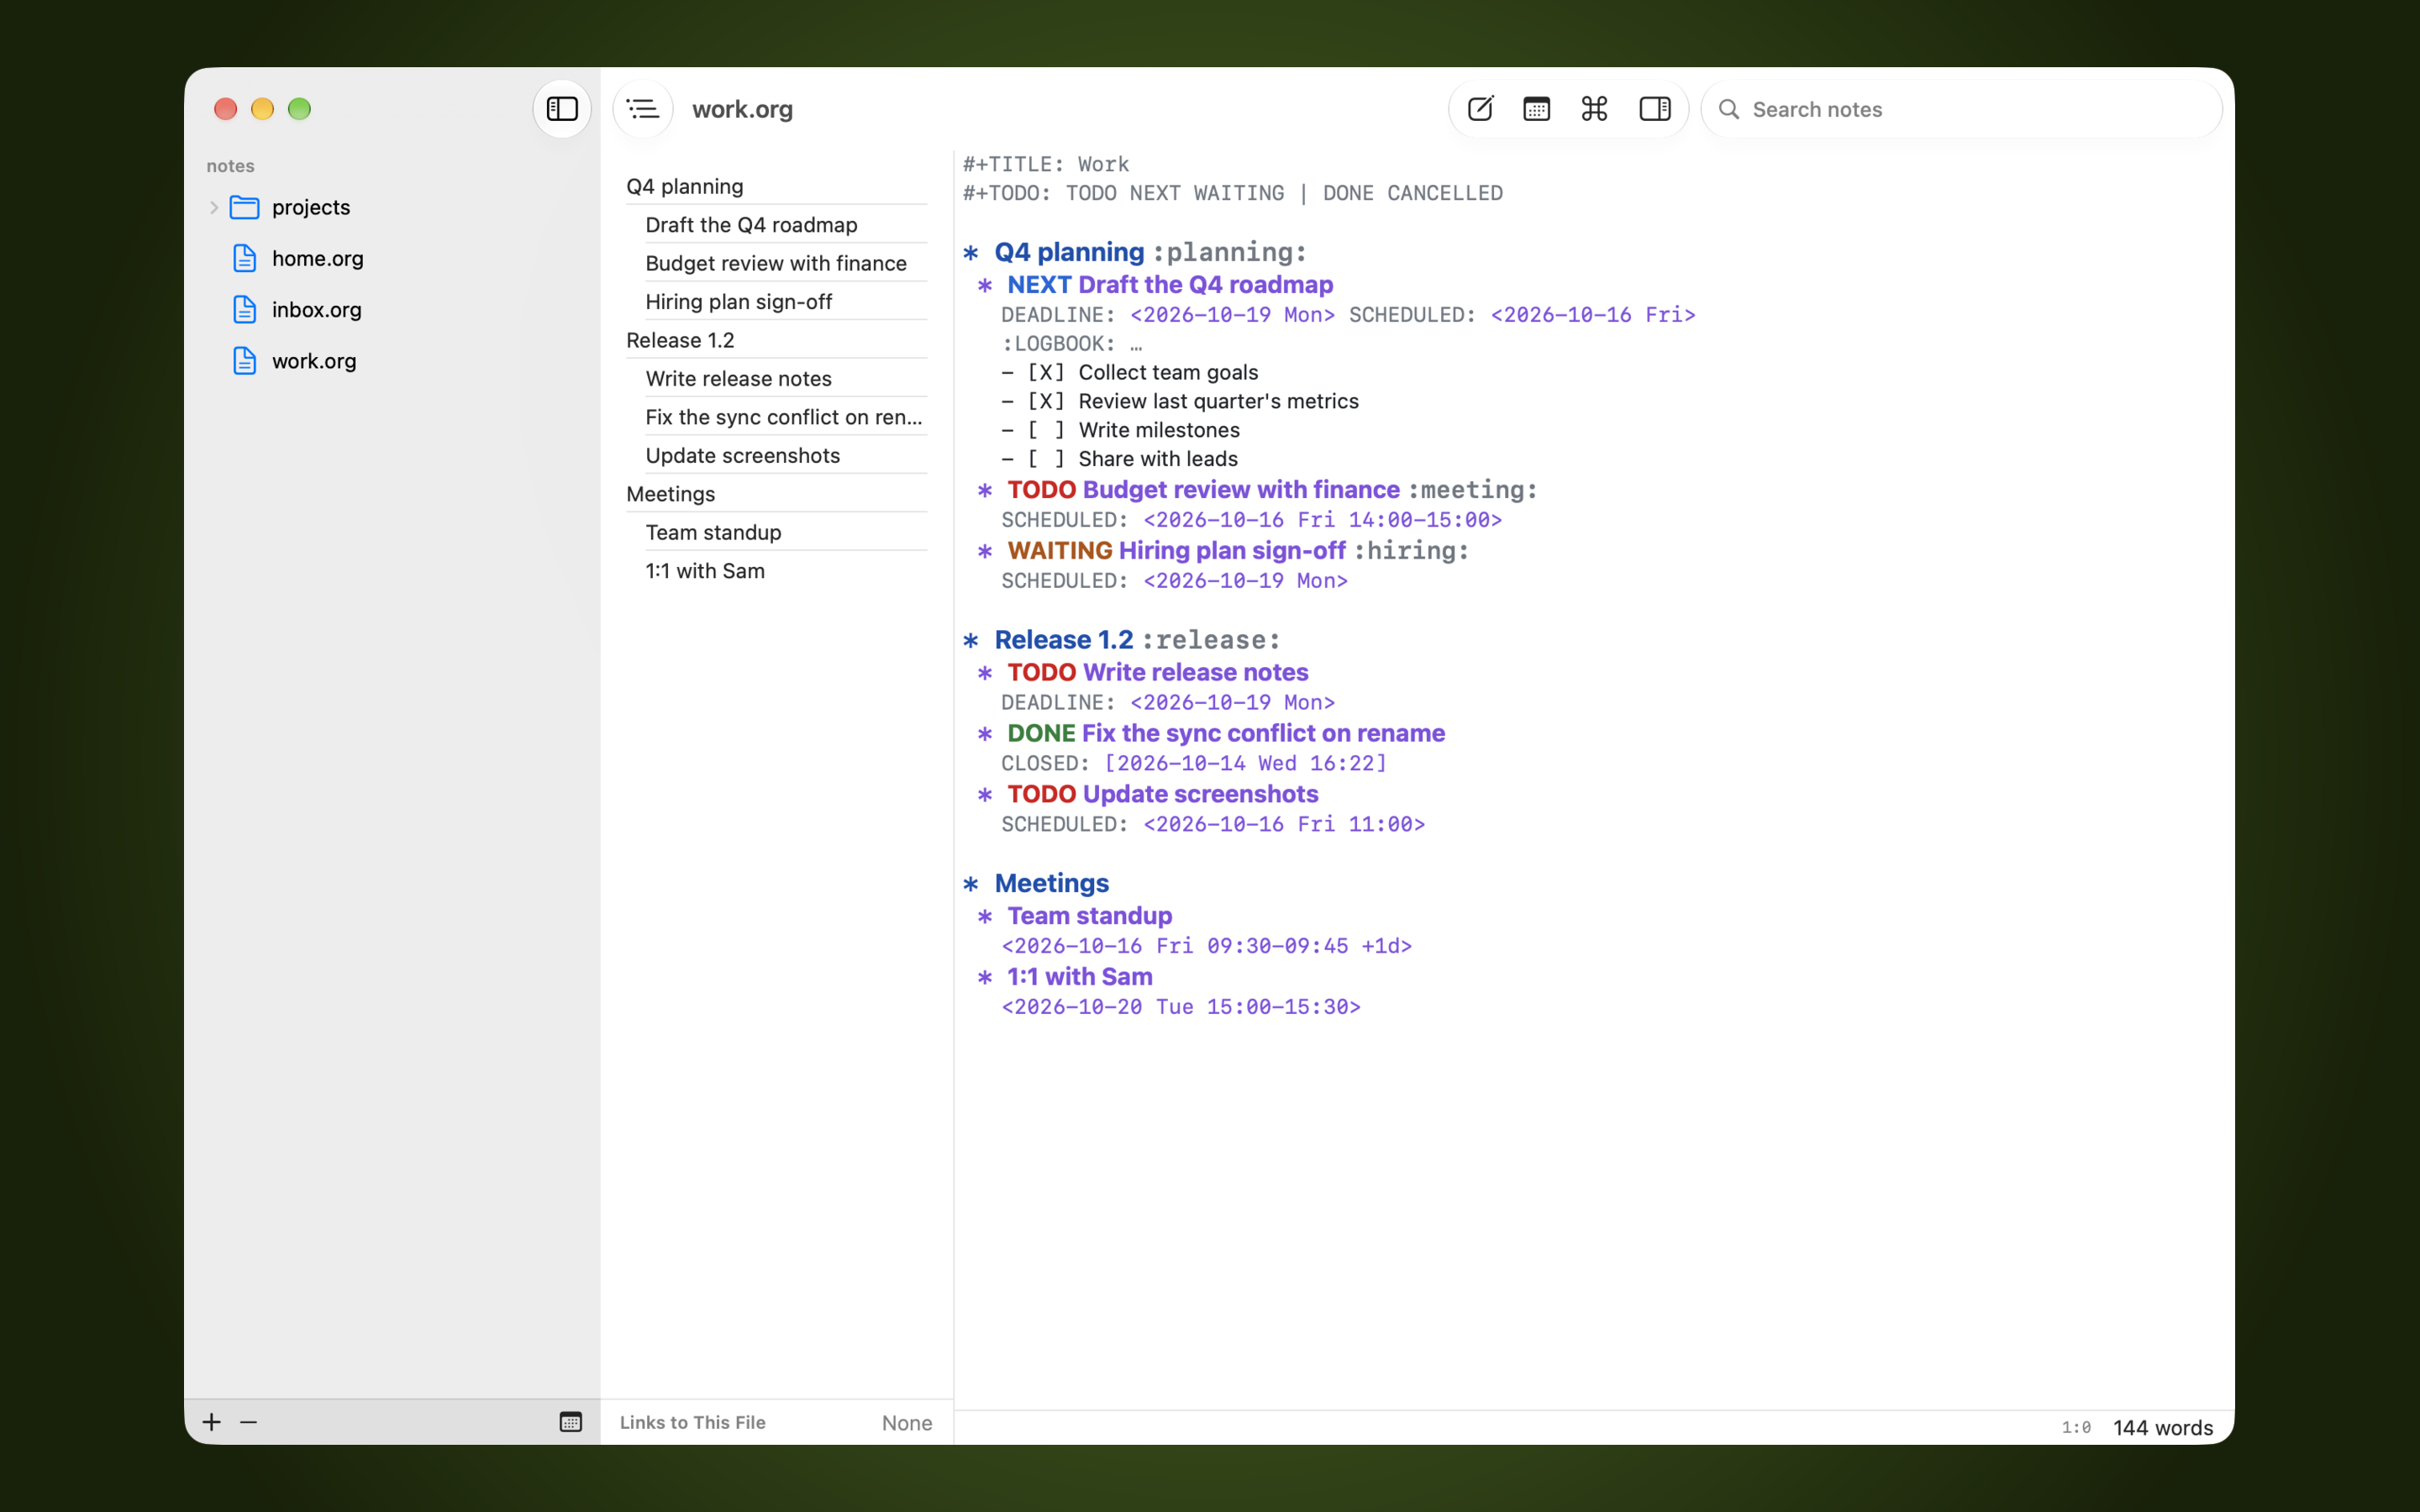 work.org
Search notes
notes
projects
home.org
inbox.org
work.org
Q4 planning
Draft the Q4 roadmap
Budget review with finance
Hiring plan sign-off
Release 1.2
Write release notes
Fix the sync conflict on ren...
Update screenshots
Meetings
Team standup
1:1 with Sam
#+TITLE: Work
#+TODO: TODO NEXT WAITING | DONE CANCELLED
* Q4 planning :planning:
* NEXT Draft the Q4 roadmap
DEADLINE: <2026-10-19 Mon> SCHEDULED: <2026-10-16 Fri>
:LOGBOOK: …
- [X] Collect team goals
- [X] Review last quarter's metrics
- [ ] Write milestones
- [ ] Share with leads
* TODO Budget review with finance :meeting:
SCHEDULED: <2026-10-16 Fri 14:00-15:00>
* WAITING Hiring plan sign-off :hiring:
SCHEDULED: <2026-10-19 Mon>
* Release 1.2 :release:
* TODO Write release notes
DEADLINE: <2026-10-19 Mon>
* DONE Fix the sync conflict on rename
CLOSED: [2026-10-14 Wed 16:22]
* TODO Update screenshots
SCHEDULED: <2026-10-16 Fri 11:00>
* Meetings
* Team standup
<2026-10-16 Fri 09:30-09:45 +1d>
* 1:1 with Sam
<2026-10-20 Tue 15:00-15:30>
Links to This File None
1:0 144 words